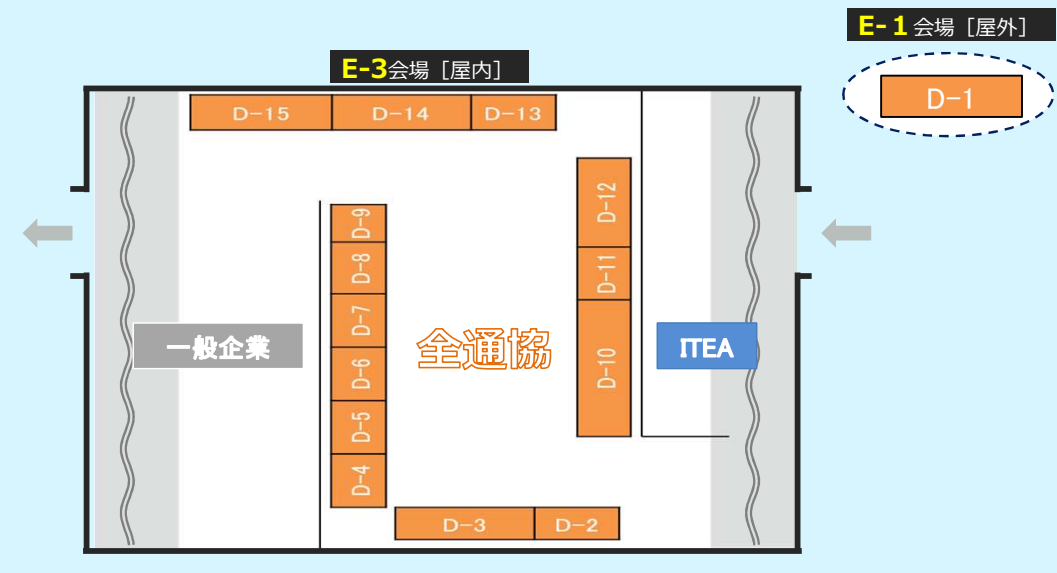 E-1会場［屋外］
D-1
E-3会場［屋内］
D-15 D-14 D-13
D-12
D-11
D-10
D-9
D-8
D-7
D-6
D-5
D-4
一般企業
全通協
ITEA
D-3 D-2